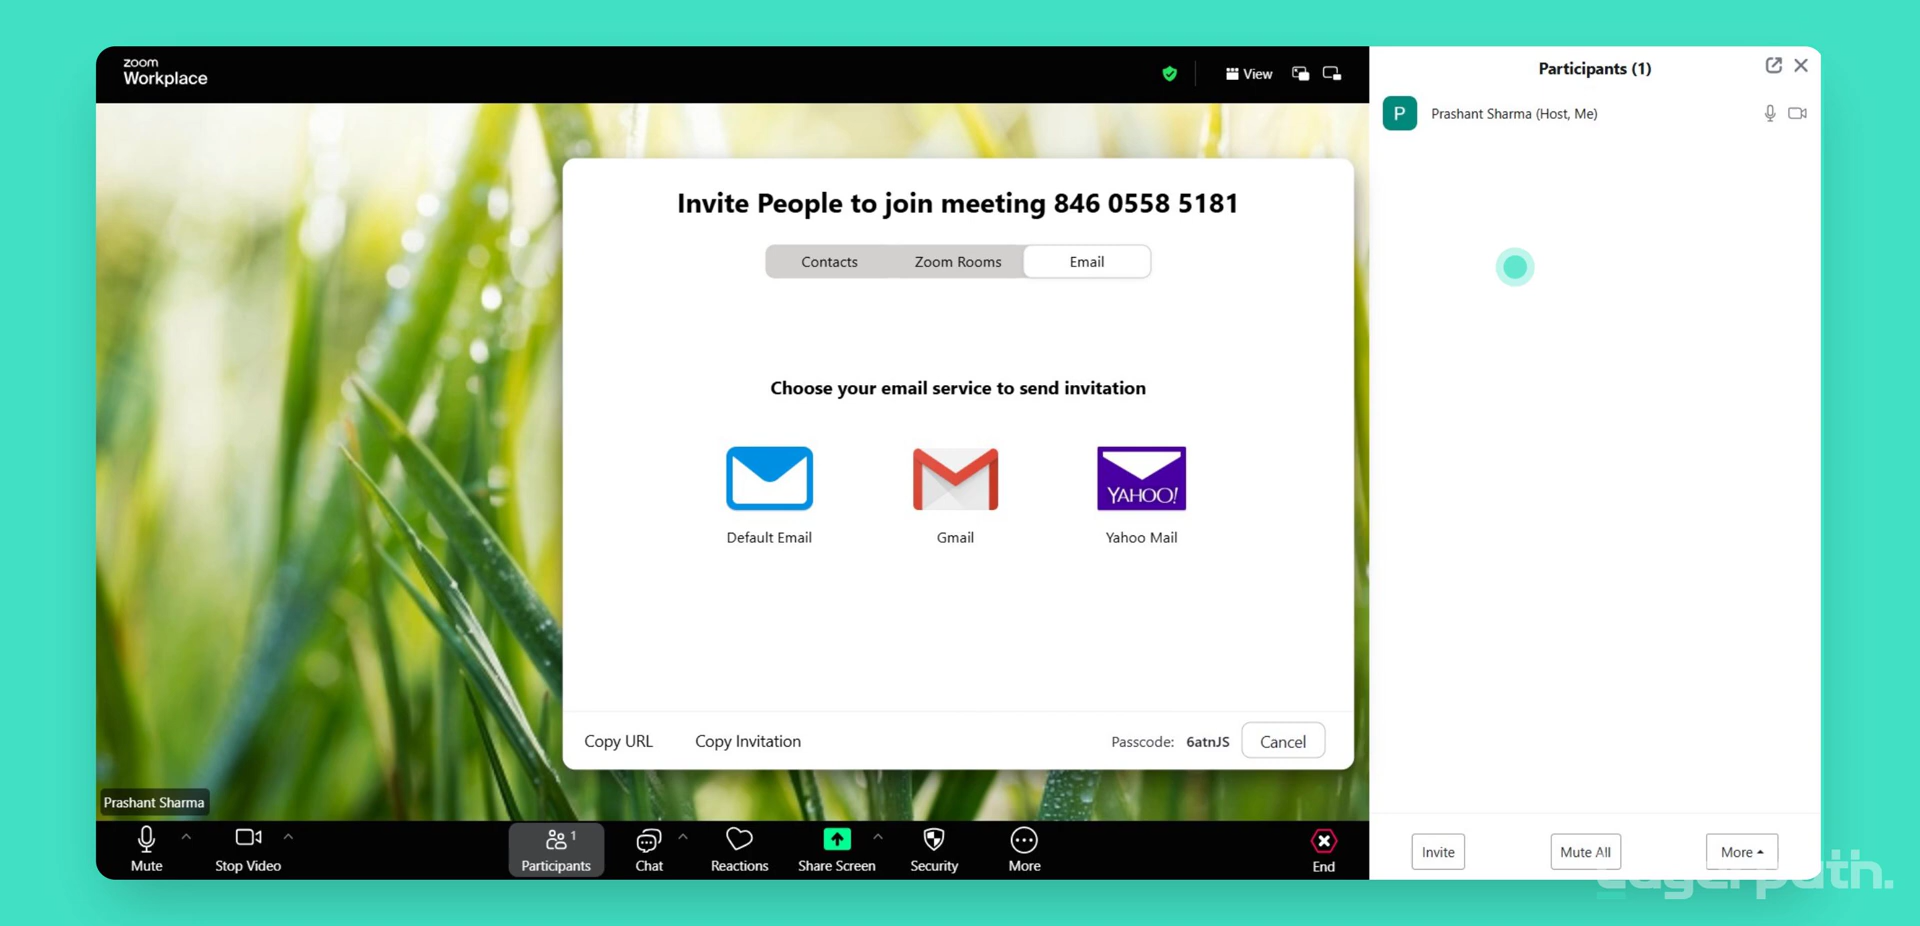 zoom
Workplace
View
Participants (1)
P
Prashant Sharma (Host, Me)
Invite People to join meeting 846 0558 5181
Contacts
Zoom Rooms
Email
Choose your email service to send invitation
YAHOO!
Default Email
Gmail
Yahoo Mail
Copy URL
Copy Invitation
Passcode: 6atnJS
Cancel
Prashant Sharma
Mute
Stop Video
1
Participants
Chat
Reactions
Share Screen
Security
More
End
Invite
Mute All
More